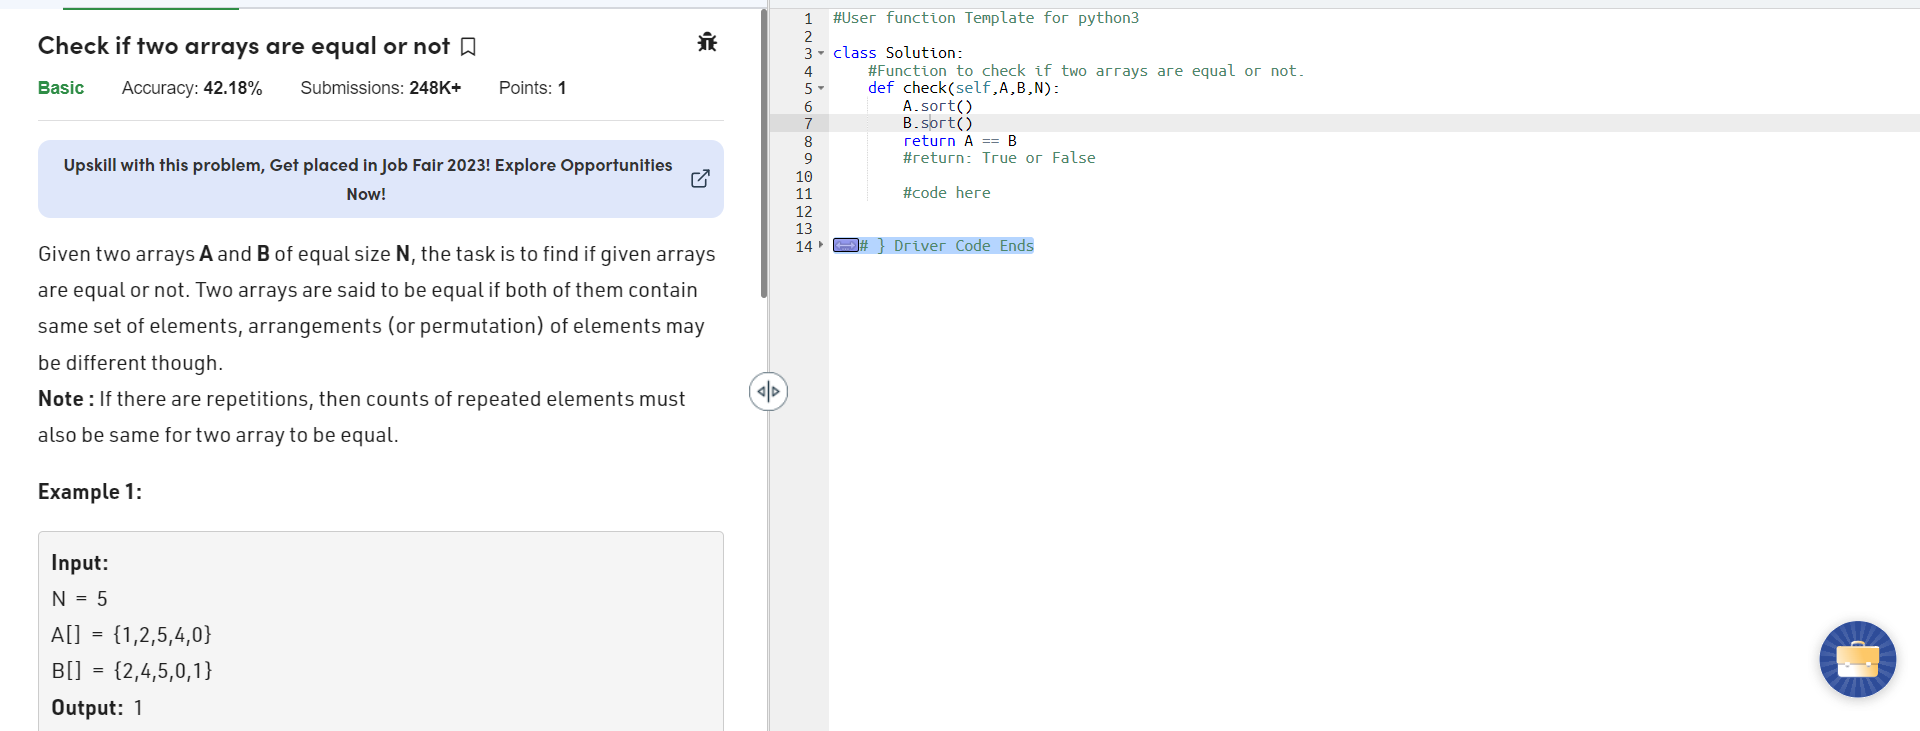 Check if two arrays are equal or not
Basic Accuracy: 42.18% Submissions: 248K+ Points: 1
Upskill with this problem, Get placed in Job Fair 2023! Explore Opportunities
Now!
Given two arrays A and B of equal size N, the task is to find if given arrays
are equal or not. Two arrays are said to be equal if both of them contain
same set of elements, arrangements (or permutation) of elements may
be different though.
Note : If there are repetitions, then counts of repeated elements must
also be same for two array to be equal.
Example 1:
Input:
N = 5
A[] = {1,2,5,4,0}
B[] = {2,4,5,0,1}
Output: 1
1 #User function Template for python3
2
3 class Solution:
4 #Function to check if two arrays are equal or not.
5 def check(self,A,B,N):
6 A.sort()
7 B.sort()
8 return A == B
9 #return: True or False
10
11 #code here
12
13
14 # } Driver Code Ends